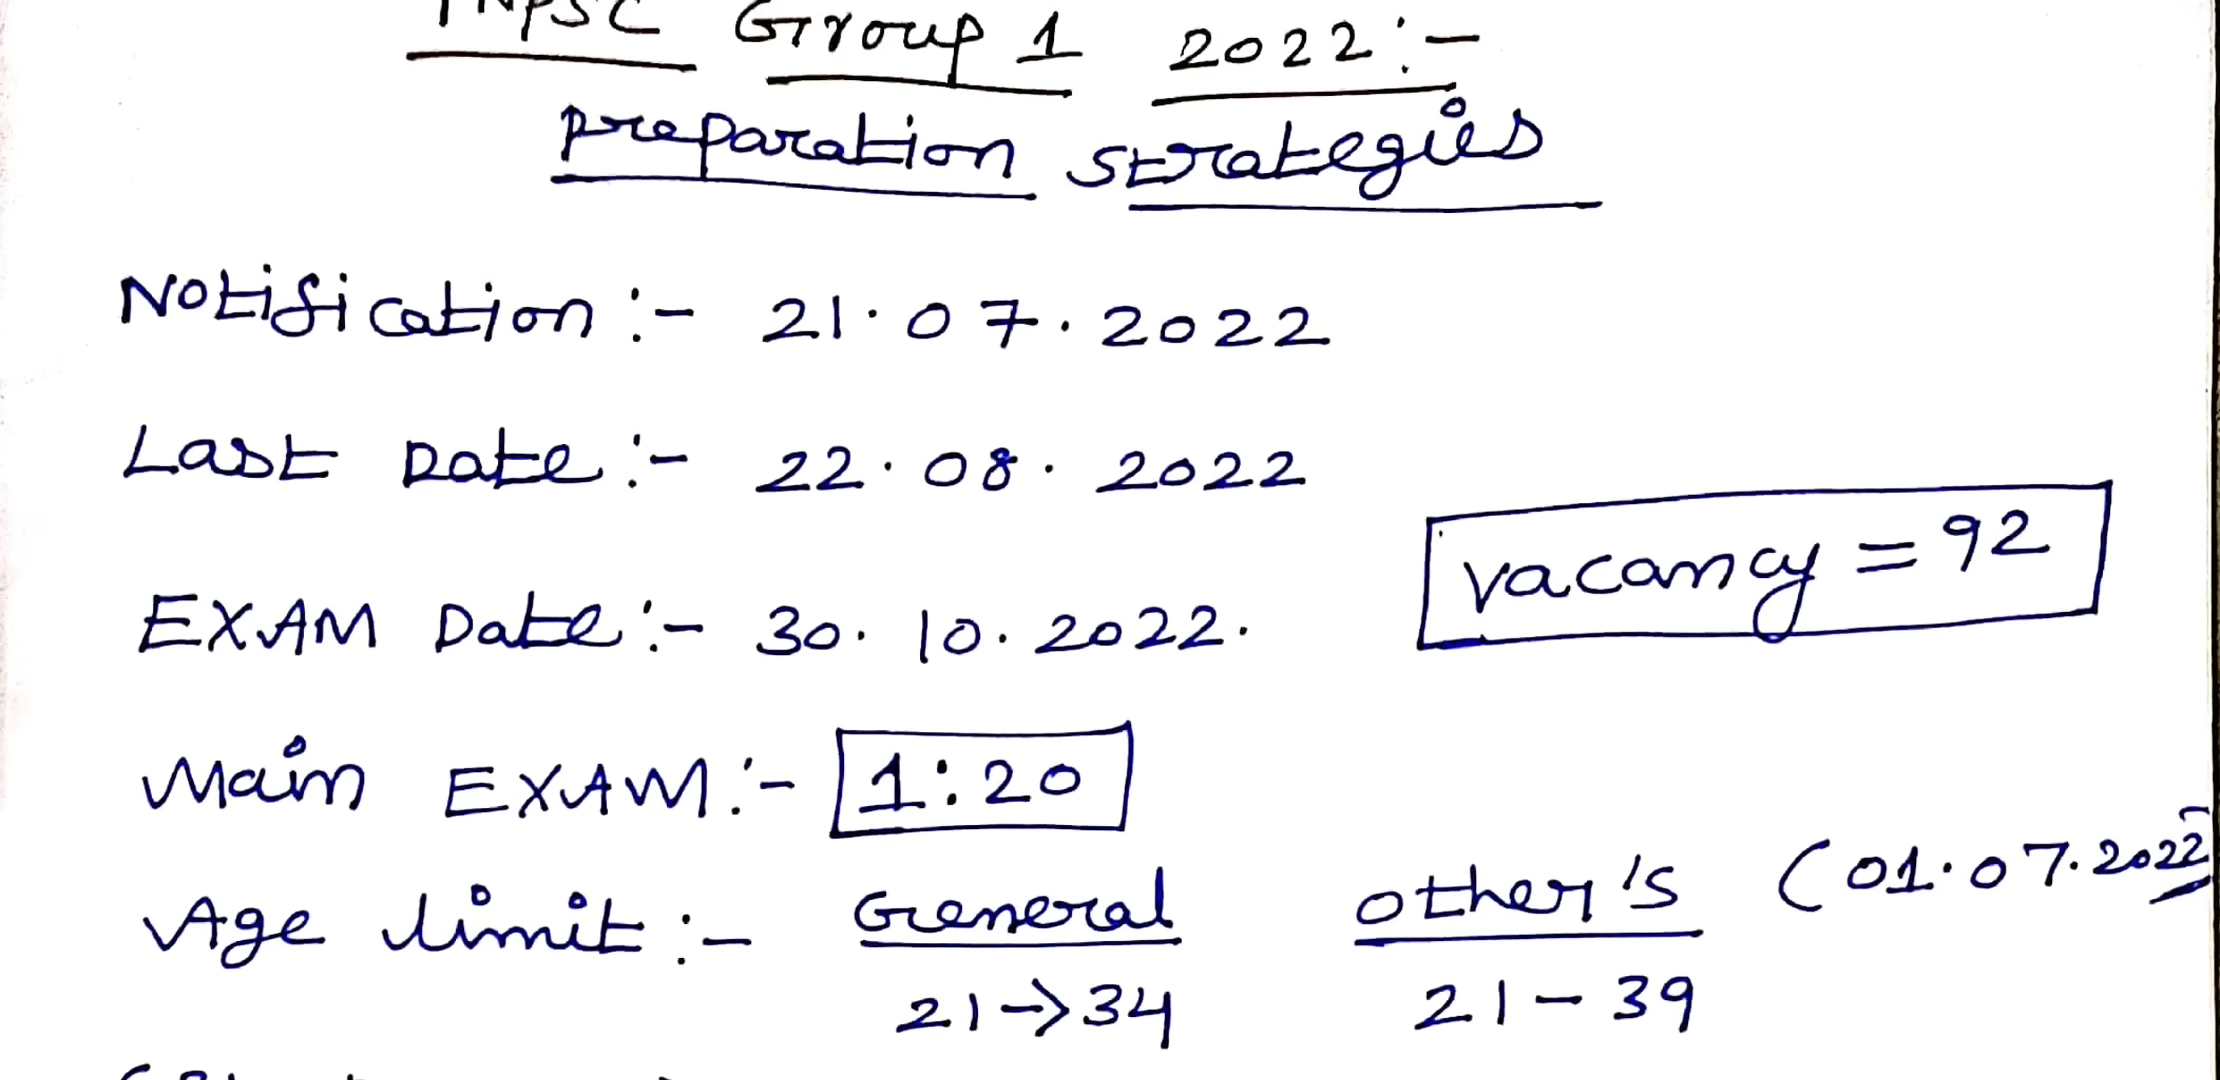 TNPSC Group 1 2022:-
Preparation Strategies
Notification:- 21.07.2022
Last Date:- 22.08.2022
Vacancy = 92
EXAM Date:- 30.10.2022.
Main EXAM:- 1:20
Age limit:- General Other's (01.07.2022
21→34 21-39